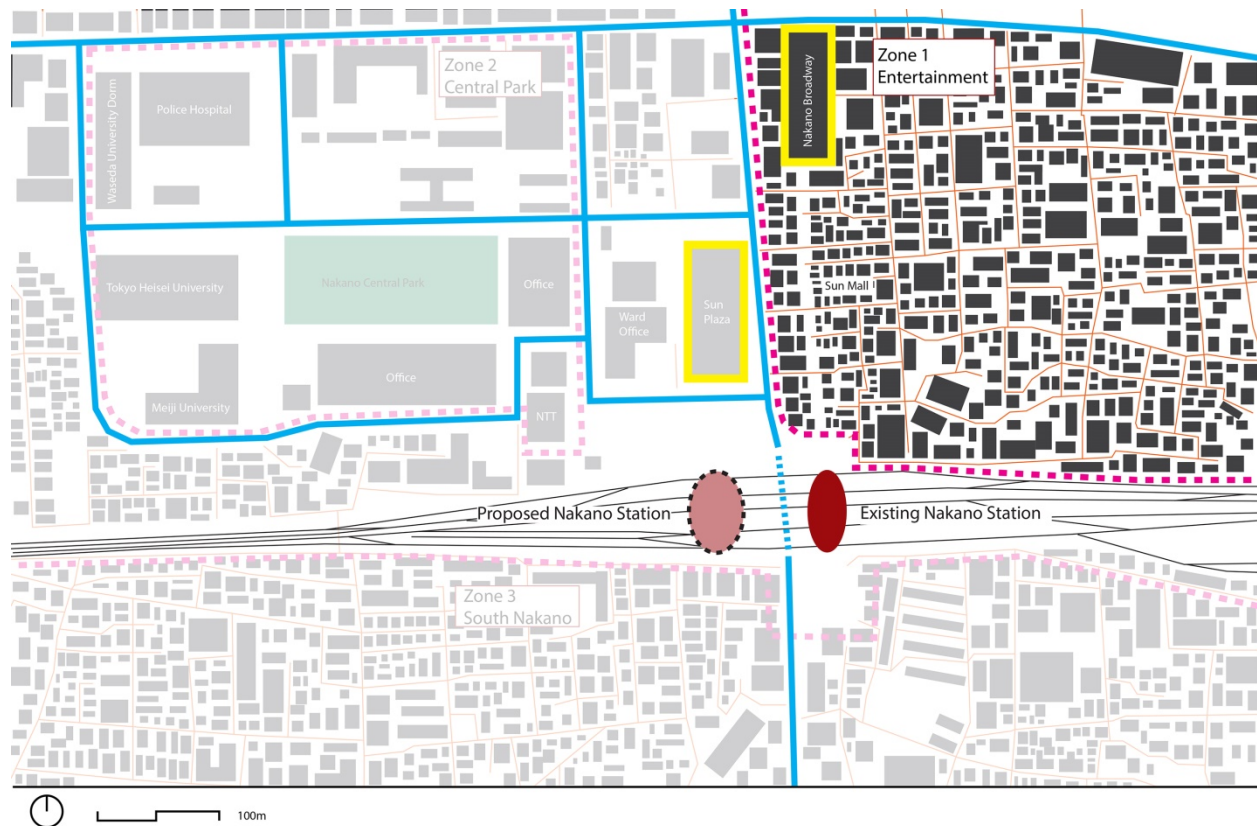 Zone 1
Entertainment
Zone 2
Central Park
Nakano Broadway
Waseda University Dorm
Police Hospital
Tokyo Heisei University
Nakano Central Park
Office
Sun Mall
Sun
Plaza
Ward
Office
Office
Meiji University
NTT
Proposed Nakano Station
Existing Nakano Station
Zone 3
South Nakano
100m